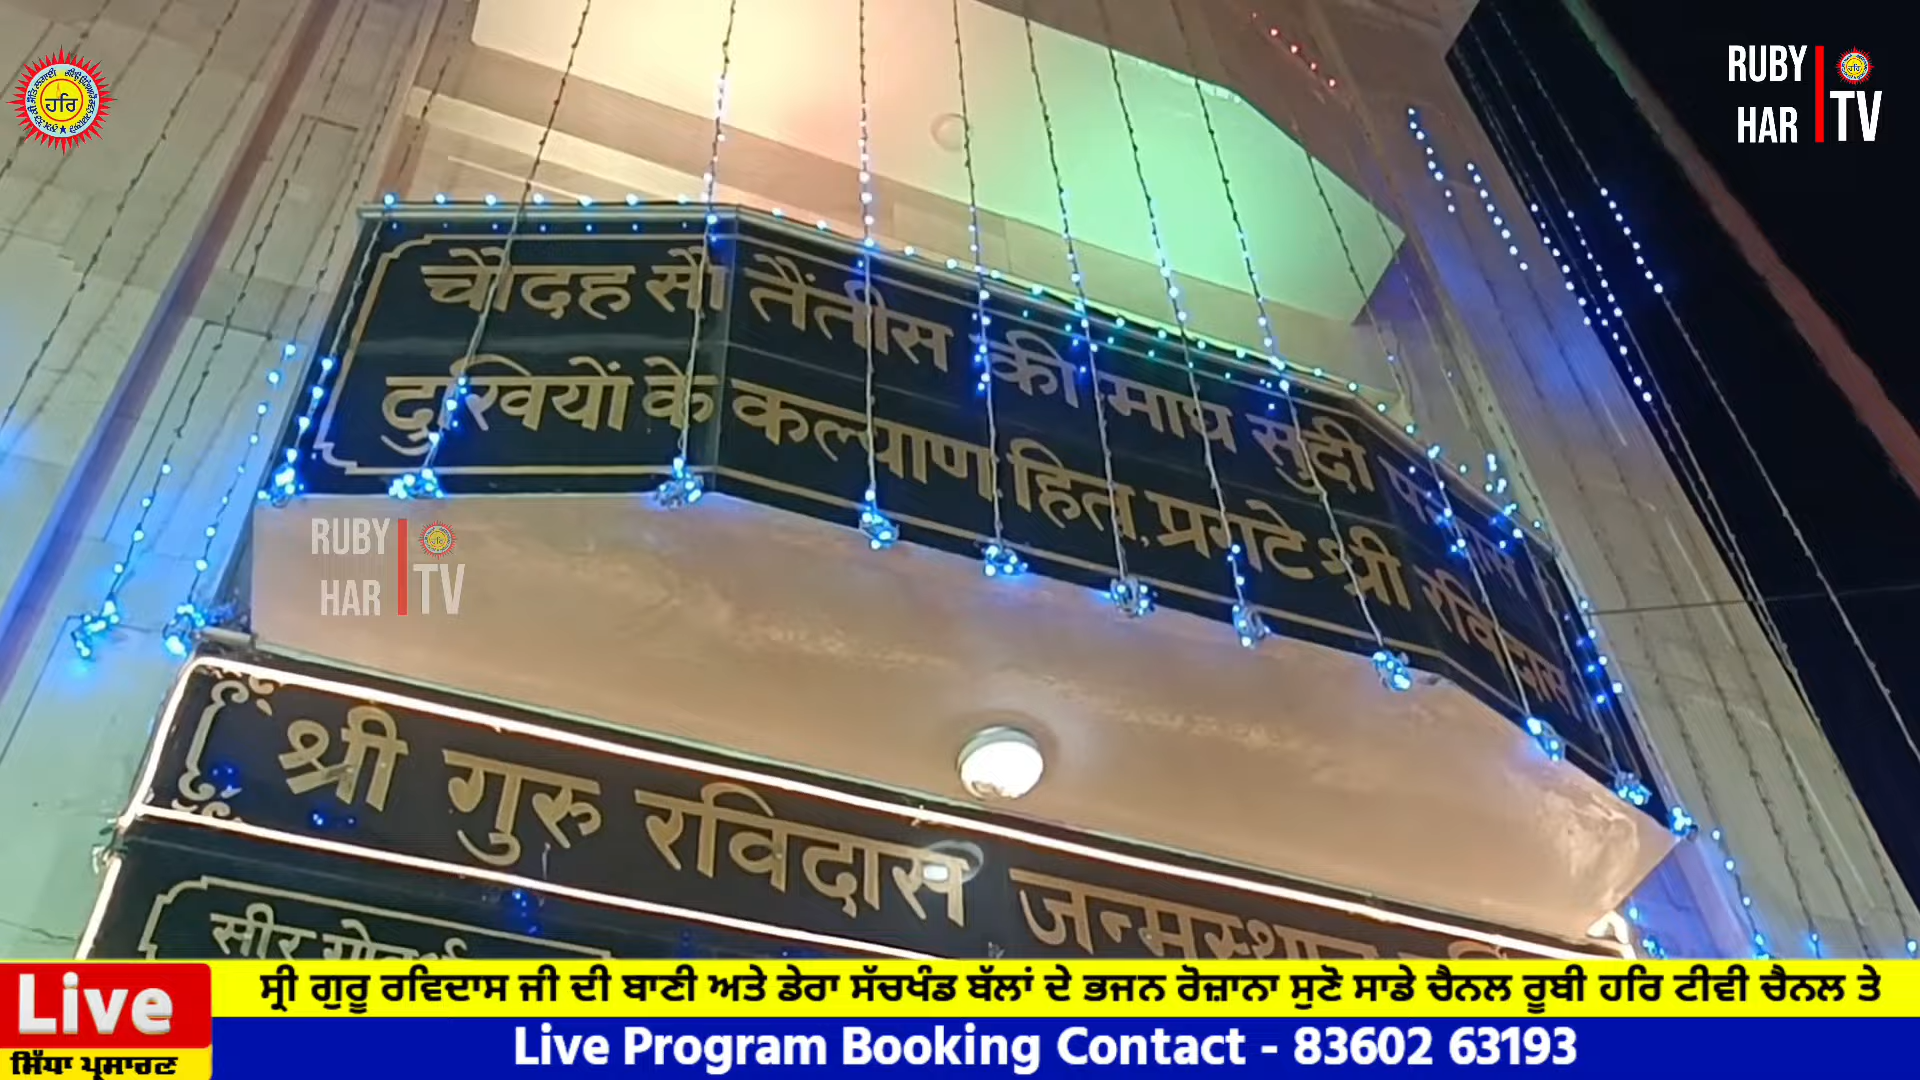 ਹਰਿ
RUBY HAR TV
चौदह सौ तैंतीस की माघ सुदी
दुखियों के कल्याण हित, प्रगटे श्री रविदास
RUBY HAR TV
श्री गुरु रविदास जन्मस्थान
सीर
Live
ਸਿੱਧਾ ਪ੍ਰਸਾਰਣ
ਸ੍ਰੀ ਗੁਰੂ ਰਵਿਦਾਸ ਜੀ ਦੀ ਬਾਣੀ ਅਤੇ ਡੇਰਾ ਸੱਚਖੰਡ ਬੱਲਾਂ ਦੇ ਭਜਨ ਰੋਜ਼ਾਨਾ ਸੁਣੋ ਸਾਡੇ ਚੈਨਲ ਰੂਬੀ ਹਰਿ ਟੀਵੀ ਚੈਨਲ ਤੇ
Live Program Booking Contact - 83602 63193